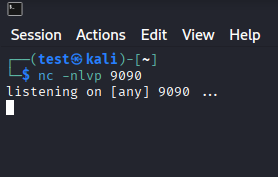 Session Actions Edit View Help
┌──(test㉿kali)-[~]
└─$ nc -nlvp 9090
listening on [any] 9090 ...